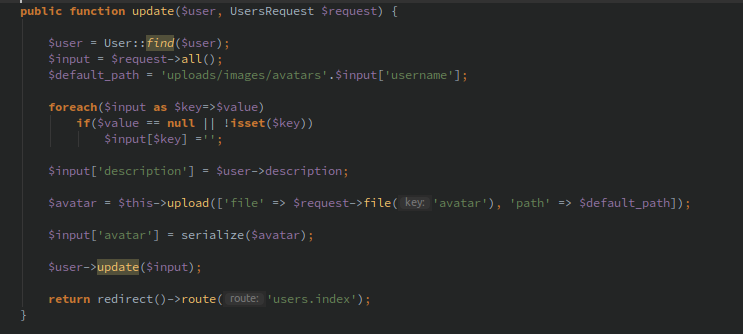 public function update($user, UsersRequest $request) {
$user = User::find($user);
$input = $request->all();
$default_path = 'uploads/images/avatars'.$input['username'];
foreach($input as $key=>$value)
if($value == null || !isset($key))
$input[$key] ='';
$input['description'] = $user->description;
$avatar = $this->upload(['file' => $request->file( key: 'avatar'), 'path' => $default_path]);
$input['avatar'] = serialize($avatar);
$user->update($input);
return redirect()->route( route: 'users.index');
}